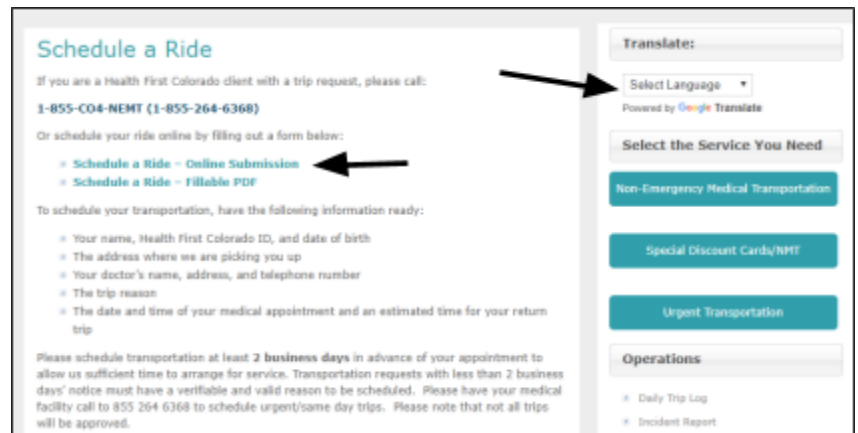 Schedule a Ride
If you are a Health First Colorado client with a trip request, please call:
1-855-CO4-NEMT (1-855-264-6368)
Or schedule your ride online by filling out a form below:
Schedule a Ride – Online Submission
Schedule a Ride – Fillable PDF
To schedule your transportation, have the following information ready:
Your name, Health First Colorado ID, and date of birth
The address where we are picking you up
Your doctor's name, address, and telephone number
The trip reason
The date and time of your medical appointment and an estimated time for your return
trip
Please schedule transportation at least 2 business days in advance of your appointment to
allow us sufficient time to arrange for service. Transportation requests with less than 2 business
days' notice must have a verifiable and valid reason to be scheduled. Please have your medical
facility call to 855 264 6368 to schedule urgent/same day trips. Please note that not all trips
will be approved.
Translate:
Select Language
Powered by Google Translate
Select the Service You Need
Non-Emergency Medical Transportation
Special Discount Cards/NMT
Urgent Transportation
Operations
Daily Trip Log
Incident Report